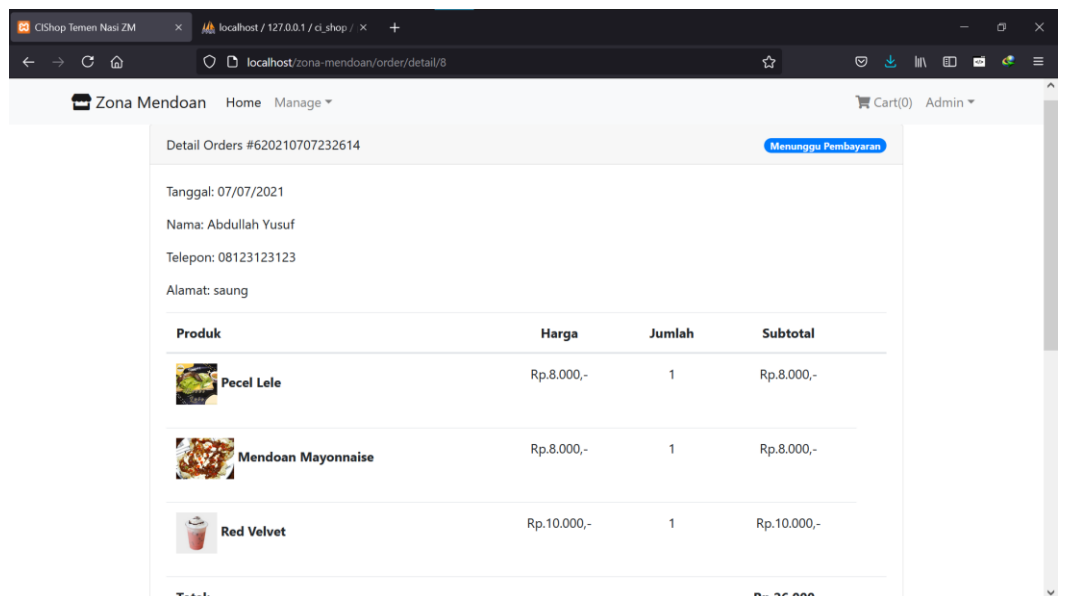 CIShop Temen Nasi ZM
localhost / 127.0.0.1 / ci_shop /
localhost/zona-mendoan/order/detail/8
Zona Mendoan Home Manage Cart(0) Admin
Detail Orders #620210707232614 Menunggu Pembayaran
Tanggal: 07/07/2021
Nama: Abdullah Yusuf
Telepon: 08123123123
Alamat: saung
Produk Harga Jumlah Subtotal
Pecel Lele Rp.8.000,- 1 Rp.8.000,-
Mendoan Mayonnaise Rp.8.000,- 1 Rp.8.000,-
Red Velvet Rp.10.000,- 1 Rp.10.000,-